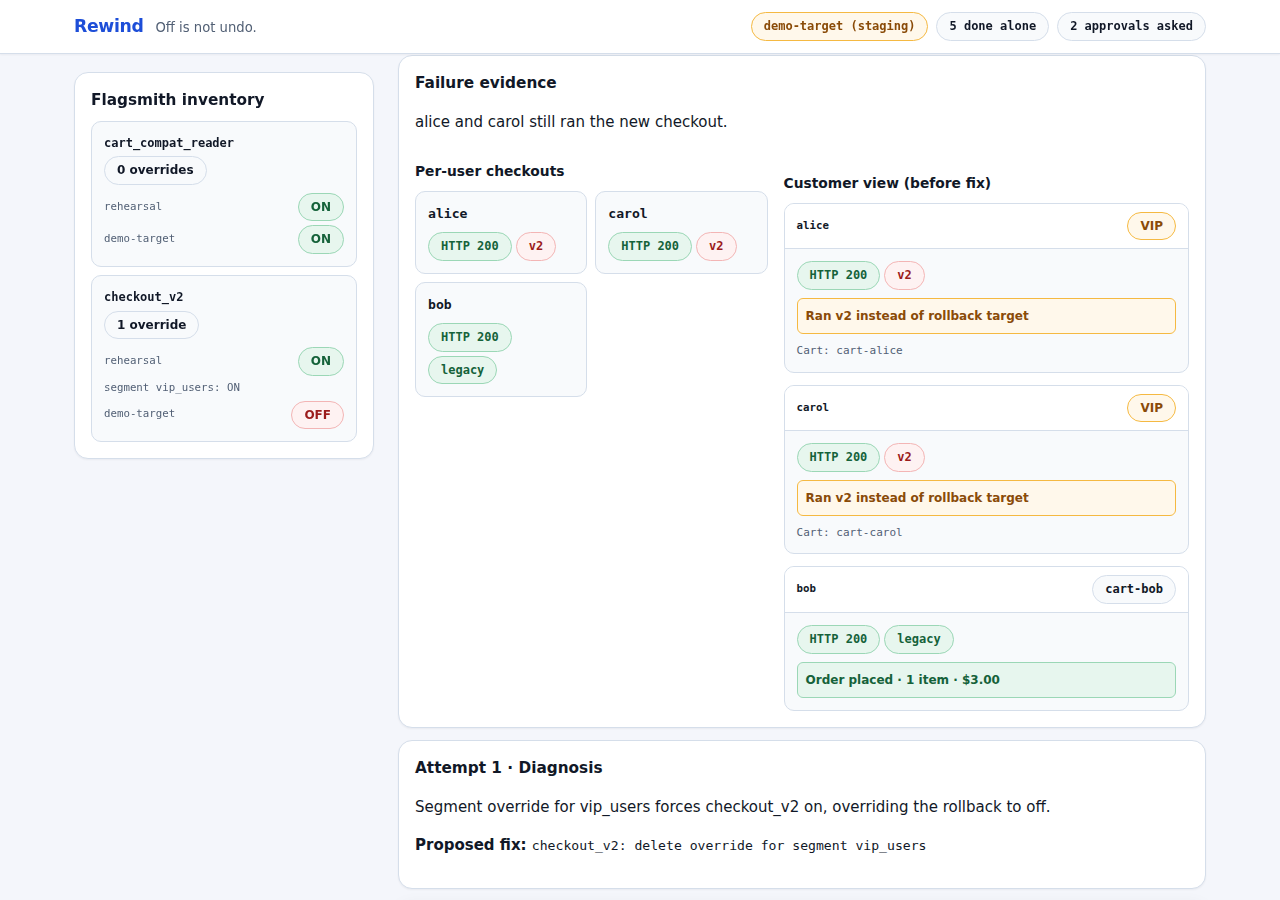 Rewind Off is not undo.
demo-target (staging) 5 done alone 2 approvals asked
Flagsmith inventory
cart_compat_reader
0 overrides
rehearsal ON
demo-target ON
checkout_v2
1 override
rehearsal ON
segment vip_users: ON
demo-target OFF
Failure evidence
alice and carol still ran the new checkout.
Per-user checkouts
alice
HTTP 200 v2
carol
HTTP 200 v2
bob
HTTP 200
legacy
Customer view (before fix)
alice VIP
HTTP 200 v2
Ran v2 instead of rollback target
Cart: cart-alice
carol VIP
HTTP 200 v2
Ran v2 instead of rollback target
Cart: cart-carol
bob cart-bob
HTTP 200 legacy
Order placed · 1 item · $3.00
Attempt 1 · Diagnosis
Segment override for vip_users forces checkout_v2 on, overriding the rollback to off.
Proposed fix: checkout_v2: delete override for segment vip_users